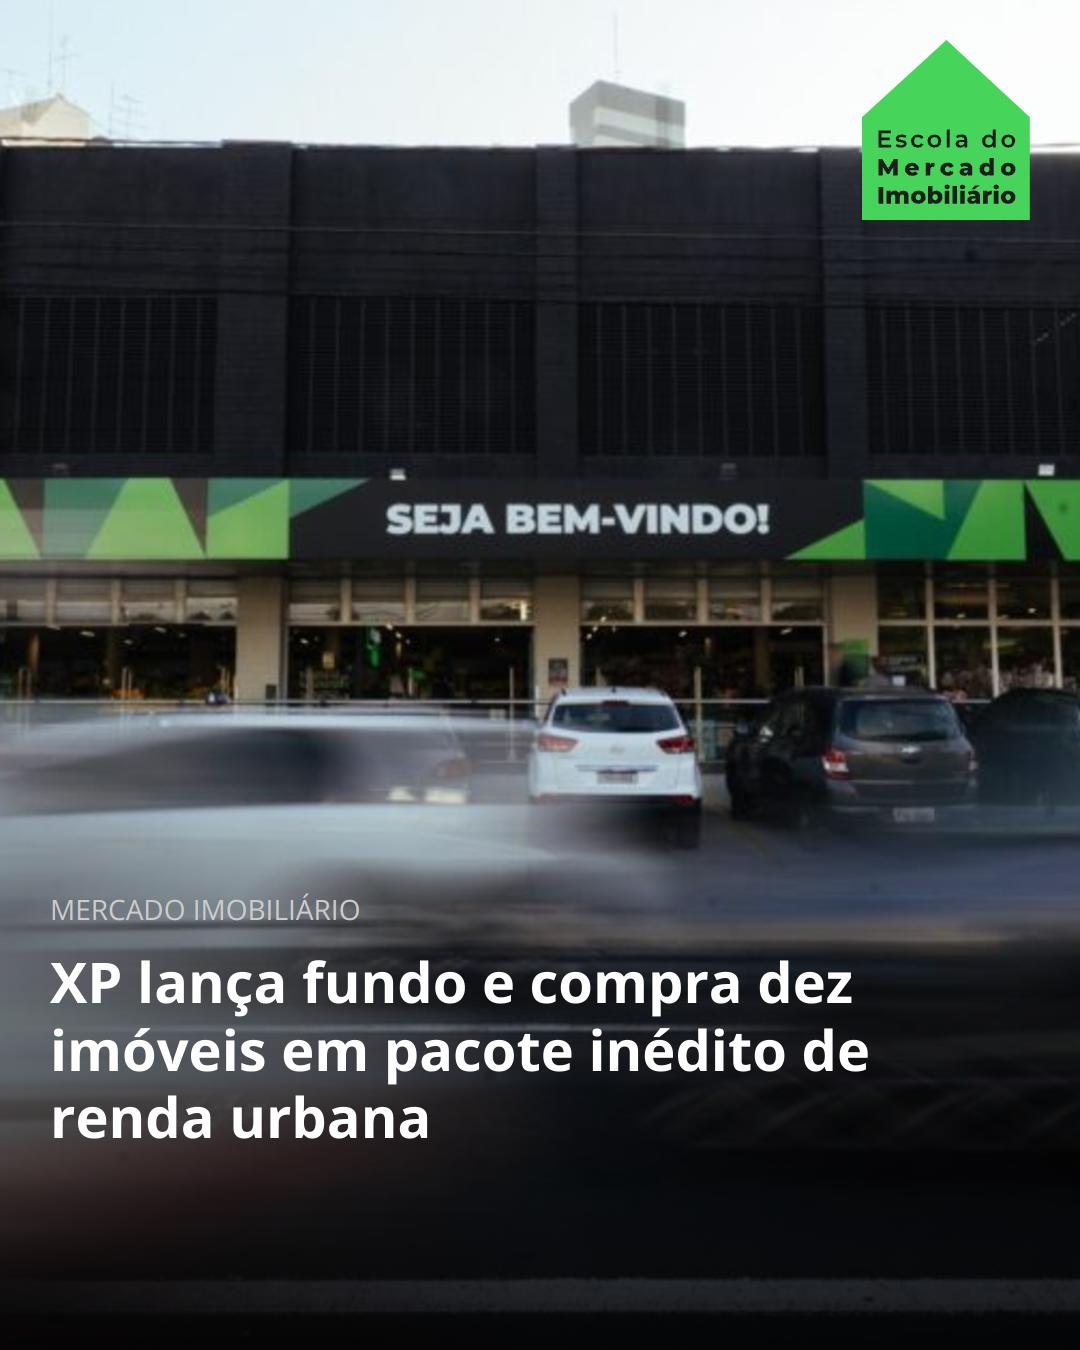 Escola do
Mercado
Imobiliário
SEJA BEM-VINDO!
MERCADO IMOBILIÁRIO
XP lança fundo e compra dez
imóveis em pacote inédito de
renda urbana